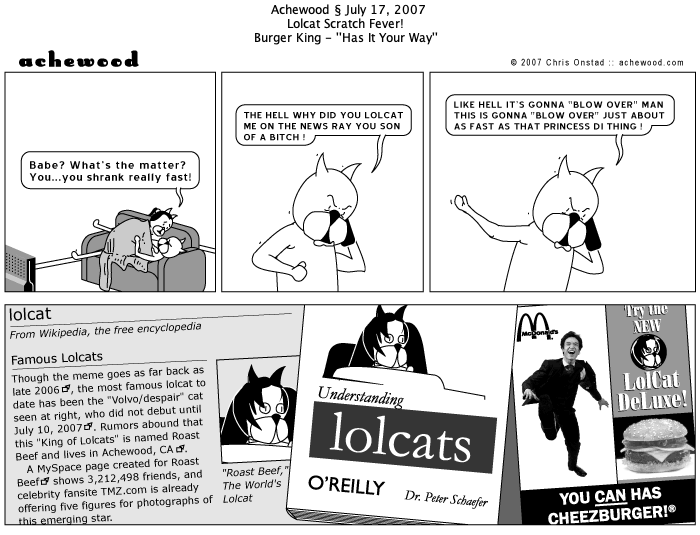 Achewood § July 17, 2007
Lolcat Scratch Fever!
Burger King – "Has It Your Way"
achewood
© 2007 Chris Onstad :: achewood.com
Babe? What's the matter?
You...you shrank really fast!
THE HELL WHY DID YOU LOLCAT
ME ON THE NEWS RAY YOU SON
OF A BITCH !
LIKE HELL IT'S GONNA "BLOW OVER" MAN
THIS IS GONNA "BLOW OVER" JUST ABOUT
AS FAST AS THAT PRINCESS DI THING !
lolcat
From Wikipedia, the free encyclopedia
Famous Lolcats
Though the meme goes as far back as
late 2006, the most famous lolcat to
date has been the "Volvo/despair" cat
seen at right, who did not debut until
July 10, 2007. Rumors abound that
this "King of Lolcats" is named Roast
Beef and lives in Achewood, CA.
A MySpace page created for Roast
Beef shows 3,212,498 friends, and
celebrity fansite TMZ.com is already
offering five figures for photographs of
this emerging star.
"Roast Beef,"
The World's
Lolcat
Understanding
lolcats
O'REILLY
Dr. Peter Schaefer
McDonald's
Try the
NEW
LolCat
DeLuxe!
YOU CAN HAS
CHEEZBURGER!®